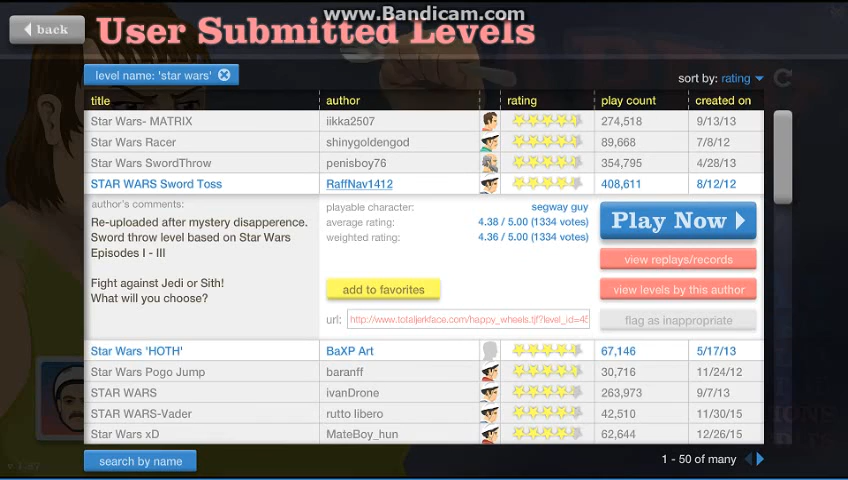 www.Bandicam.com
back
User Submitted Levels
level name: 'star wars'
sort by: rating
title author rating play count created on
Star Wars- MATRIX iikka2507 274,518 9/13/13
Star Wars Racer shinygoldengod 89,668 7/8/12
Star Wars SwordThrow penisboy76 354,795 4/28/13
STAR WARS Sword Toss RaffNav1412 408,611 8/12/12
author's comments:
Re-uploaded after mystery disapperence.
Sword throw level based on Star Wars
Episodes I - III
Fight against Jedi or Sith!
What will you choose?
playable character: segway guy
average rating: 4.38 / 5.00 (1334 votes)
weighted rating: 4.36 / 5.00 (1334 votes)
add to favorites
url: http://www.totaljerkface.com/happy_wheels.tjf?level_id=45
Play Now
view replays/records
view levels by this author
flag as inappropriate
Star Wars 'HOTH' BaXP Art 67,146 5/17/13
Star Wars Pogo Jump baranff 30,716 11/24/12
STAR WARS ivanDrone 263,973 9/7/13
STAR WARS-Vader rutto libero 42,510 11/30/15
Star Wars xD MateBoy_hun 62,644 12/26/15
search by name
1 - 50 of many